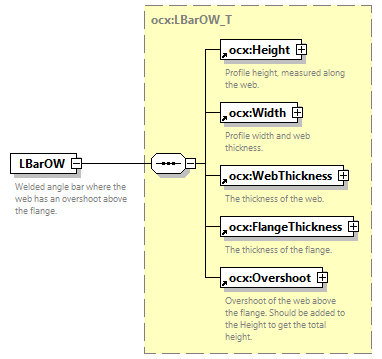 ocx:LBarOW_T
ocx:Height
Profile height, measured along
the web.
ocx:Width
Profile width and web
thickness.
LBarOW
Welded angle bar where the
web has an overshoot above
the flange.
ocx:WebThickness
The thickness of the web.
ocx:FlangeThickness
The thickness of the flange.
ocx:Overshoot
Overshoot of the web above
the flange. Should be added to
the Height to get the total
height.